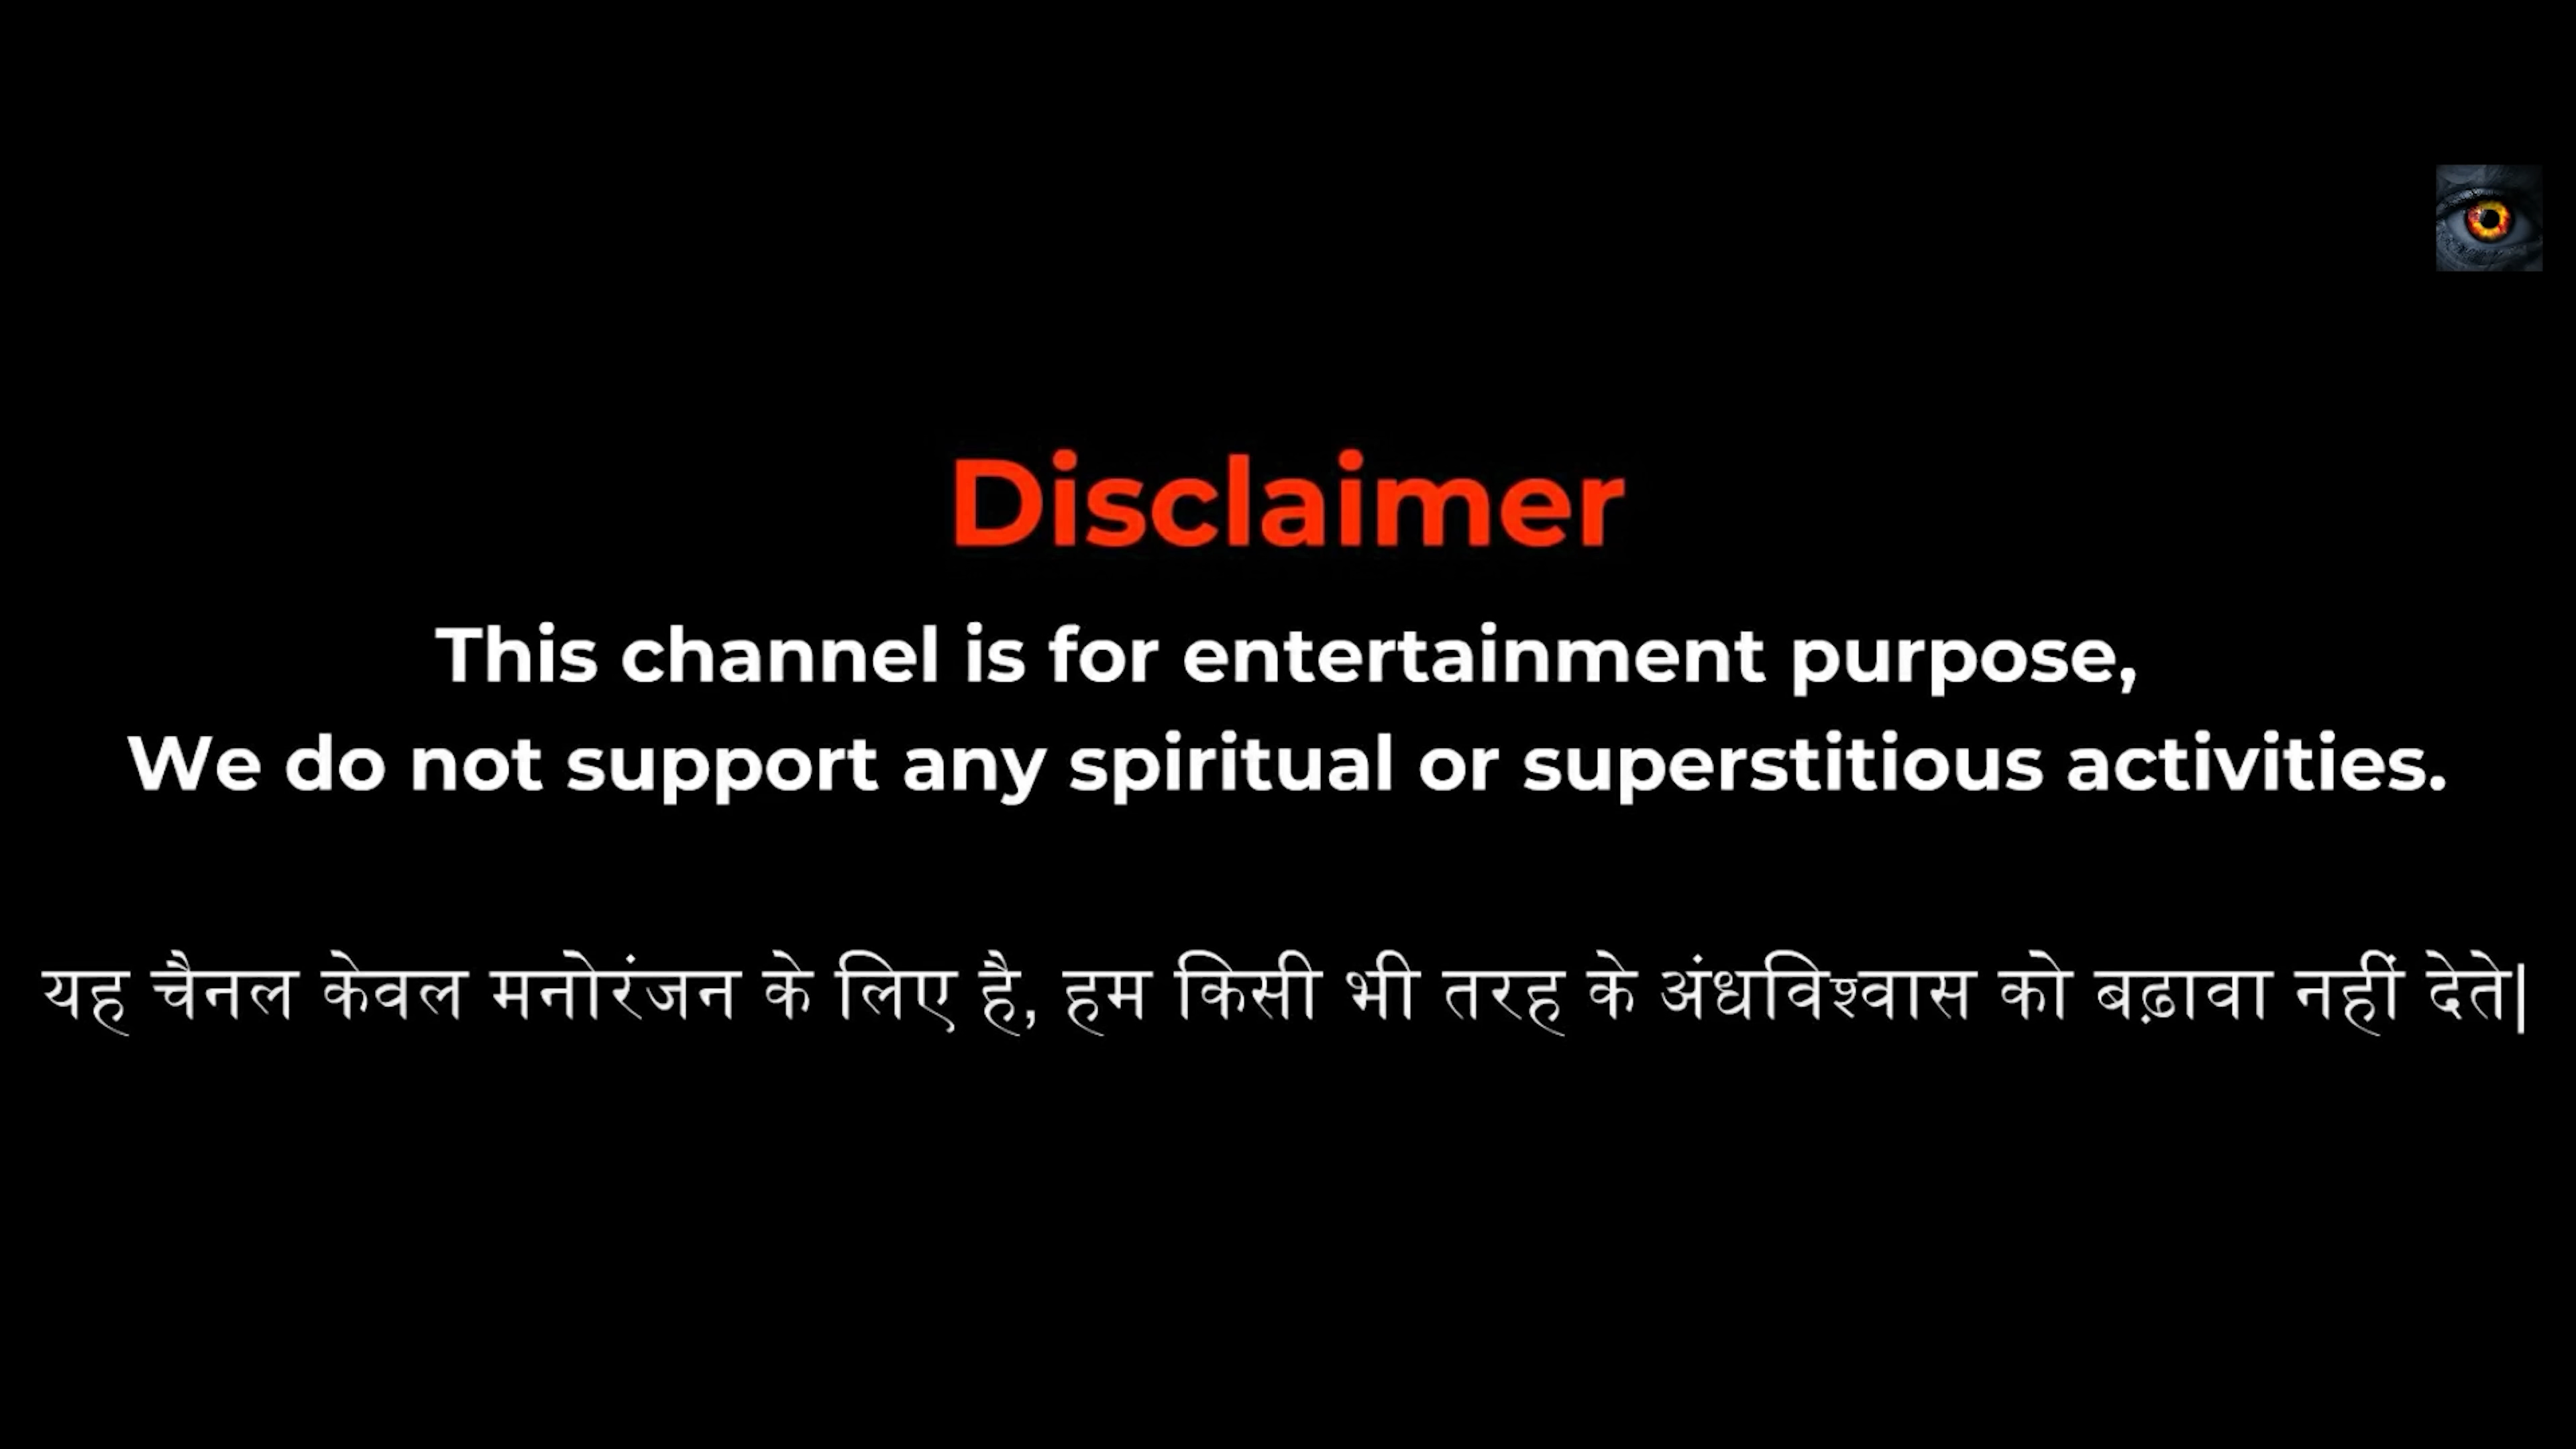 Disclaimer
This channel is for entertainment purpose,
We do not support any spiritual or superstitious activities.
यह चैनल केवल मनोरंजन के लिए है, हम किसी भी तरह के अंधविश्वास को बढ़ावा नहीं देते|